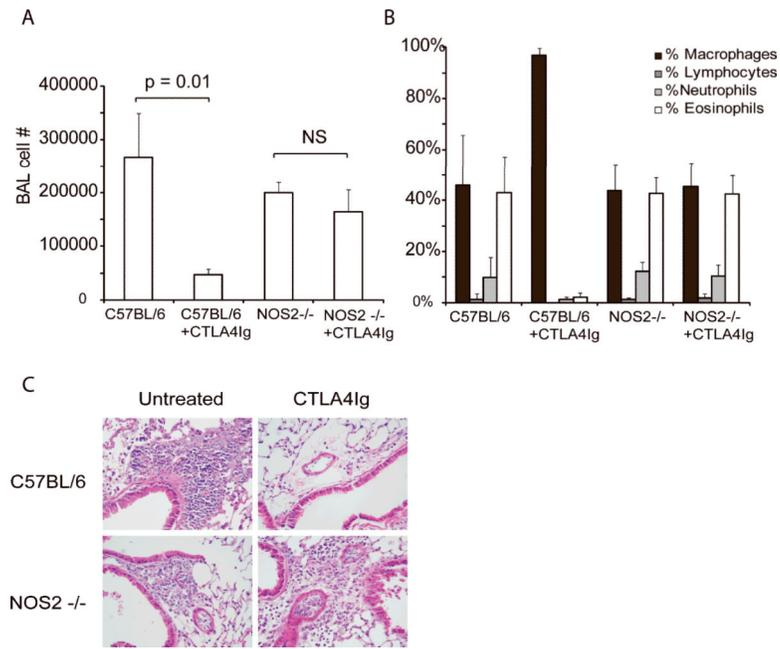 A
p = 0.01
NS
BAL cell #
400000
300000
200000
100000
0
C57BL/6
C57BL/6
+CTLA4Ig
NOS2-/-
NOS2 -/-
+CTLA4Ig
B
100%
80%
60%
40%
20%
0%
% Macrophages
% Lymphocytes
%Neutrophils
% Eosinophils
C57BL/6
C57BL/6
+CTLA4Ig
NOS2-/-
NOS2-/-
+CTLA4Ig
C
Untreated
CTLA4Ig
C57BL/6
NOS2 -/-